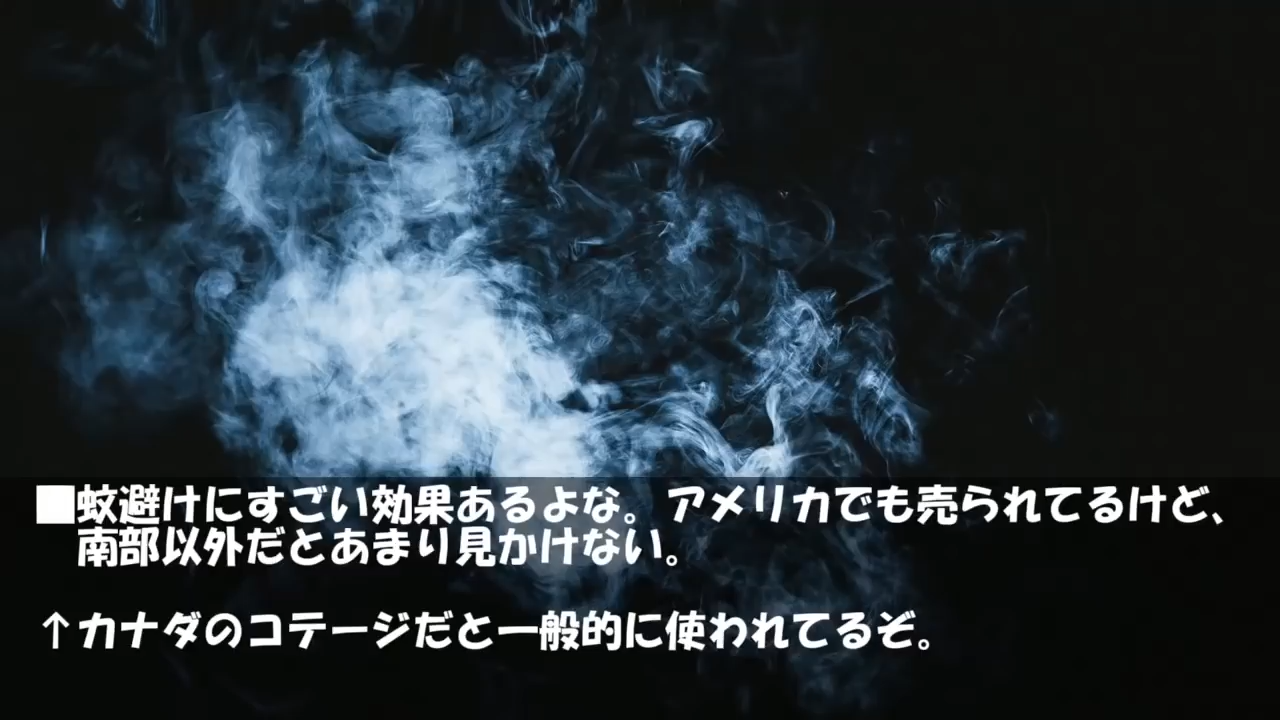 ■蚊避けにすごい効果あるよな。アメリカでも売られてるけど、
南部以外だとあまり見かけない。
↑カナダのコテージだと一般的に使われてるぞ。